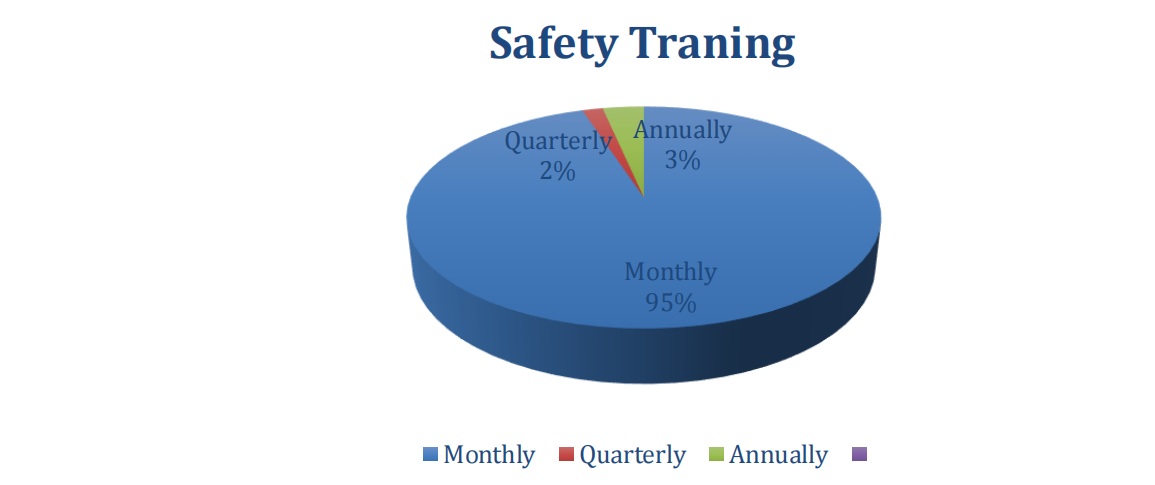 Safety Traning
Quarterly
2%
Annually
3%
Monthly
95%
Monthly Quarterly Annually